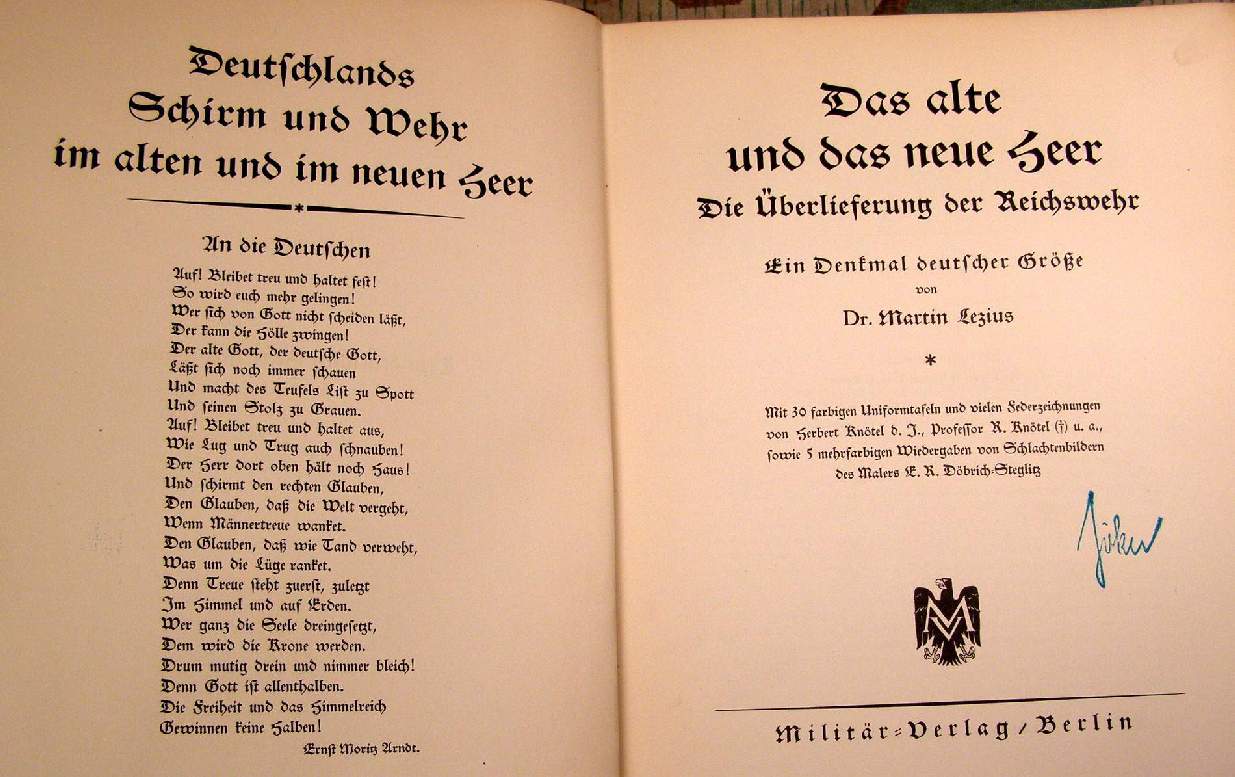 Deutschlands
Schirm und Wehr
im alten und im neuen Heer
*
An die Deutschen
Auf! Bleibet treu und haltet fest!
So wird euch mehr gelingen!
Wer sich von Gott nicht scheiden läßt,
Der kann die Hölle zwingen!
Der alte Gott, der deutsche Gott,
Läßt sich noch immer schauen
Und macht des Teufels List zu Spott
Und seinen Stolz zu Grauen.
Auf! Bleibet treu und haltet aus,
Wie Lug und Trug auch schnauben!
Der Herr dort oben hält noch Haus!
Und schirmt den rechten Glauben,
Den Glauben, daß die Welt vergeht,
Wenn Männertreue wanket.
Den Glauben, daß wie Tand verweht,
Was um die Lüge ranket.
Denn Treue steht zuerst, zuletzt
Im Himmel und auf Erden.
Wer ganz die Seele dreingesetzt,
Dem wird die Krone werden.
Drum mutig drein und nimmer bleich!
Denn Gott ist allenthalben.
Die Freiheit und das Himmelreich
Gewinnen keine Halben!
Ernst Moritz Arndt.
Das alte
und das neue Heer
Die Überlieferung der Reichswehr
Ein Denkmal deutscher Größe
von
Dr. Martin Lezius
*
Mit 30 farbigen Uniformtafeln und vielen Federzeichnungen
von Herbert Knötel d. J., Professor R. Knötel (†) u. a.,
sowie 5 mehrfarbigen Wiedergaben von Schlachtenbildern
des Malers E. R. Döbrich-Steglitz
MV
Militär-Verlag / Berlin